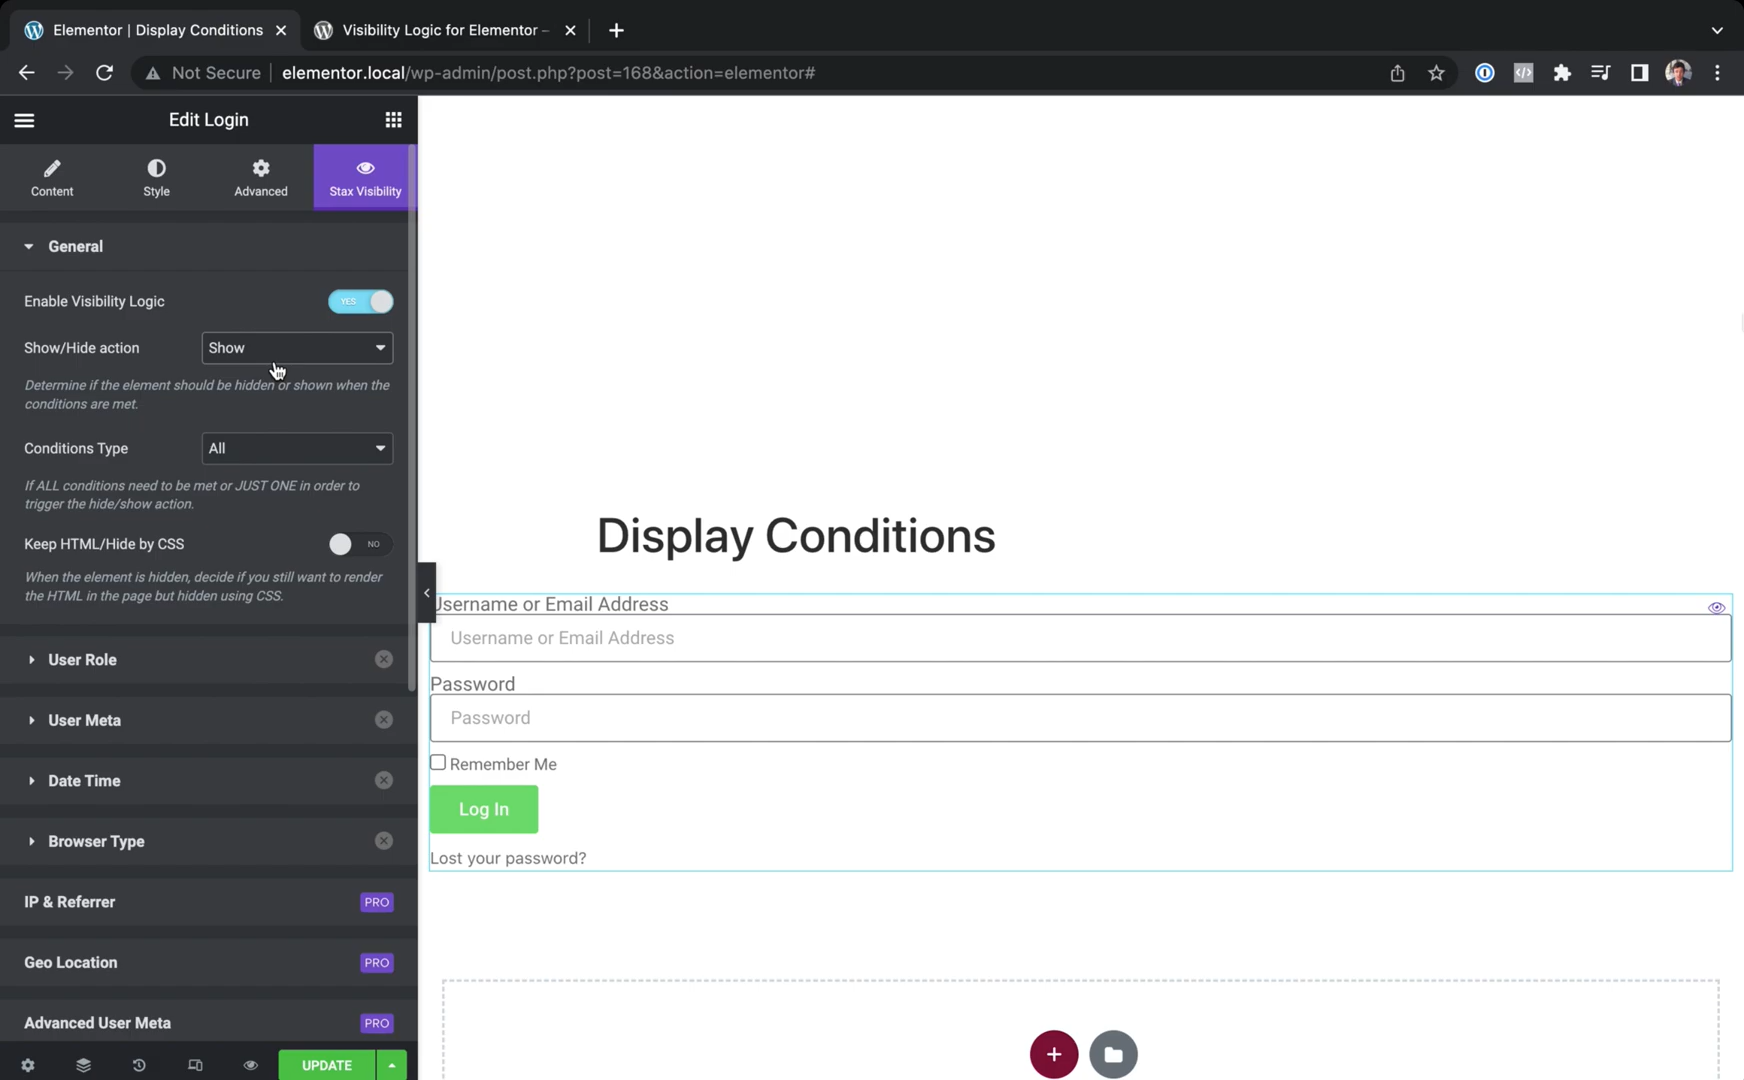 Elementor | Display Conditions
Visibility Logic for Elementor –
Not Secure
elementor.local/wp-admin/post.php?post=168&action=elementor#
Edit Login
Content
Style
Advanced
Stax Visibility
General
Enable Visibility Logic
YES
Show/Hide action
Show
Determine if the element should be hidden or shown when the
conditions are met.
Conditions Type
All
If ALL conditions need to be met or JUST ONE in order to
trigger the hide/show action.
Keep HTML/Hide by CSS
NO
When the element is hidden, decide if you still want to render
the HTML in the page but hidden using CSS.
User Role
User Meta
Date Time
Browser Type
IP & Referrer
PRO
Geo Location
PRO
Advanced User Meta
PRO
UPDATE
Display Conditions
Username or Email Address
Username or Email Address
Password
Password
Remember Me
Log In
Lost your password?